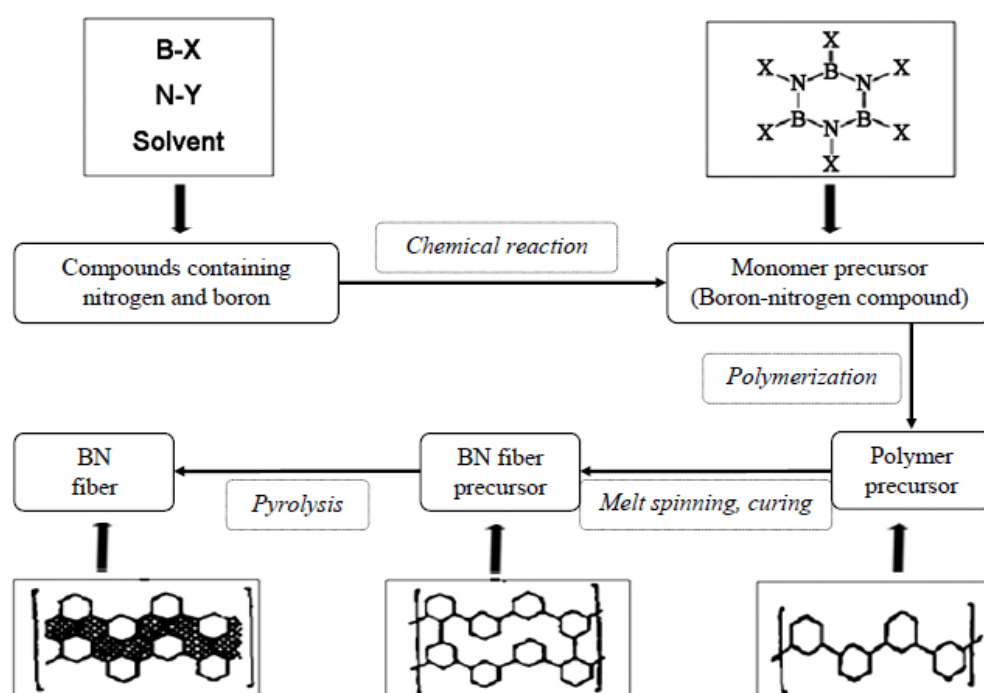 B-X
N-Y
Solvent
X
X
N
B
N
X
X
B
N
B
X
X
Chemical reaction
Compounds containing
nitrogen and boron
Monomer precursor
(Boron-nitrogen compound)
Polymerization
BN
fiber
BN fiber
precursor
Polymer
precursor
Pyrolysis
Melt spinning, curing